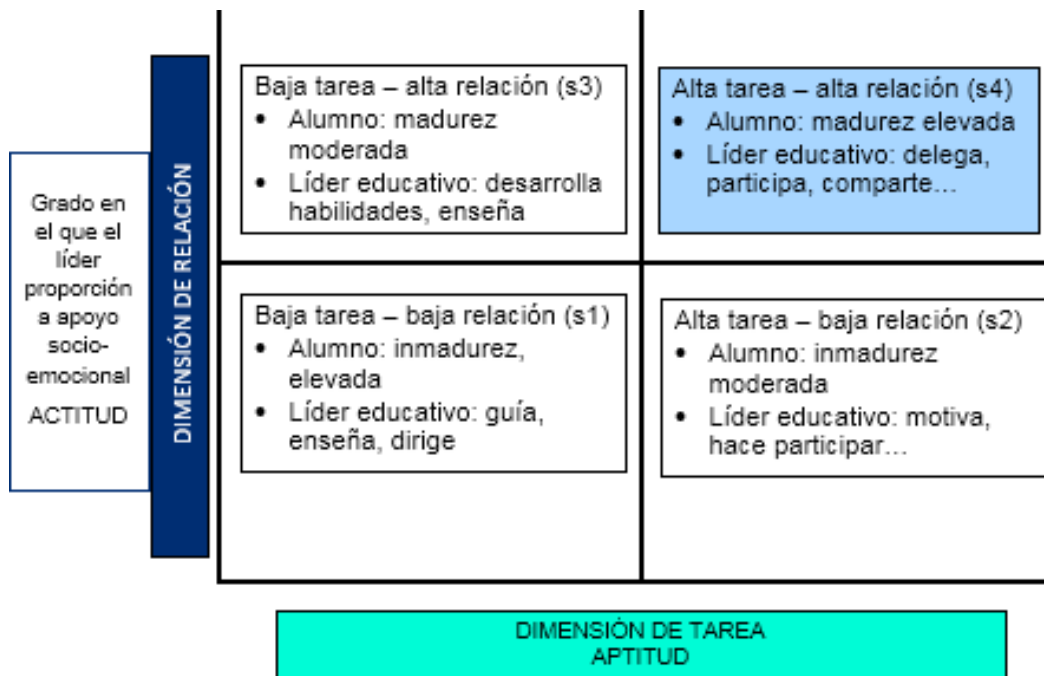 Grado en
el que el
líder
proporción
a apoyo
socio-
emocional
ACTITUD
DIMENSIÓN DE RELACIÓN
Baja tarea – alta relación (s3)
• Alumno: madurez
moderada
• Líder educativo: desarrolla
habilidades, enseña
Alta tarea – alta relación (s4)
• Alumno: madurez elevada
• Líder educativo: delega,
participa, comparte…
Baja tarea – baja relación (s1)
• Alumno: inmadurez,
elevada
• Líder educativo: guía,
enseña, dirige
Alta tarea – baja relación (s2)
• Alumno: inmadurez
moderada
• Líder educativo: motiva,
hace participar…
DIMENSIÓN DE TAREA
APTITUD